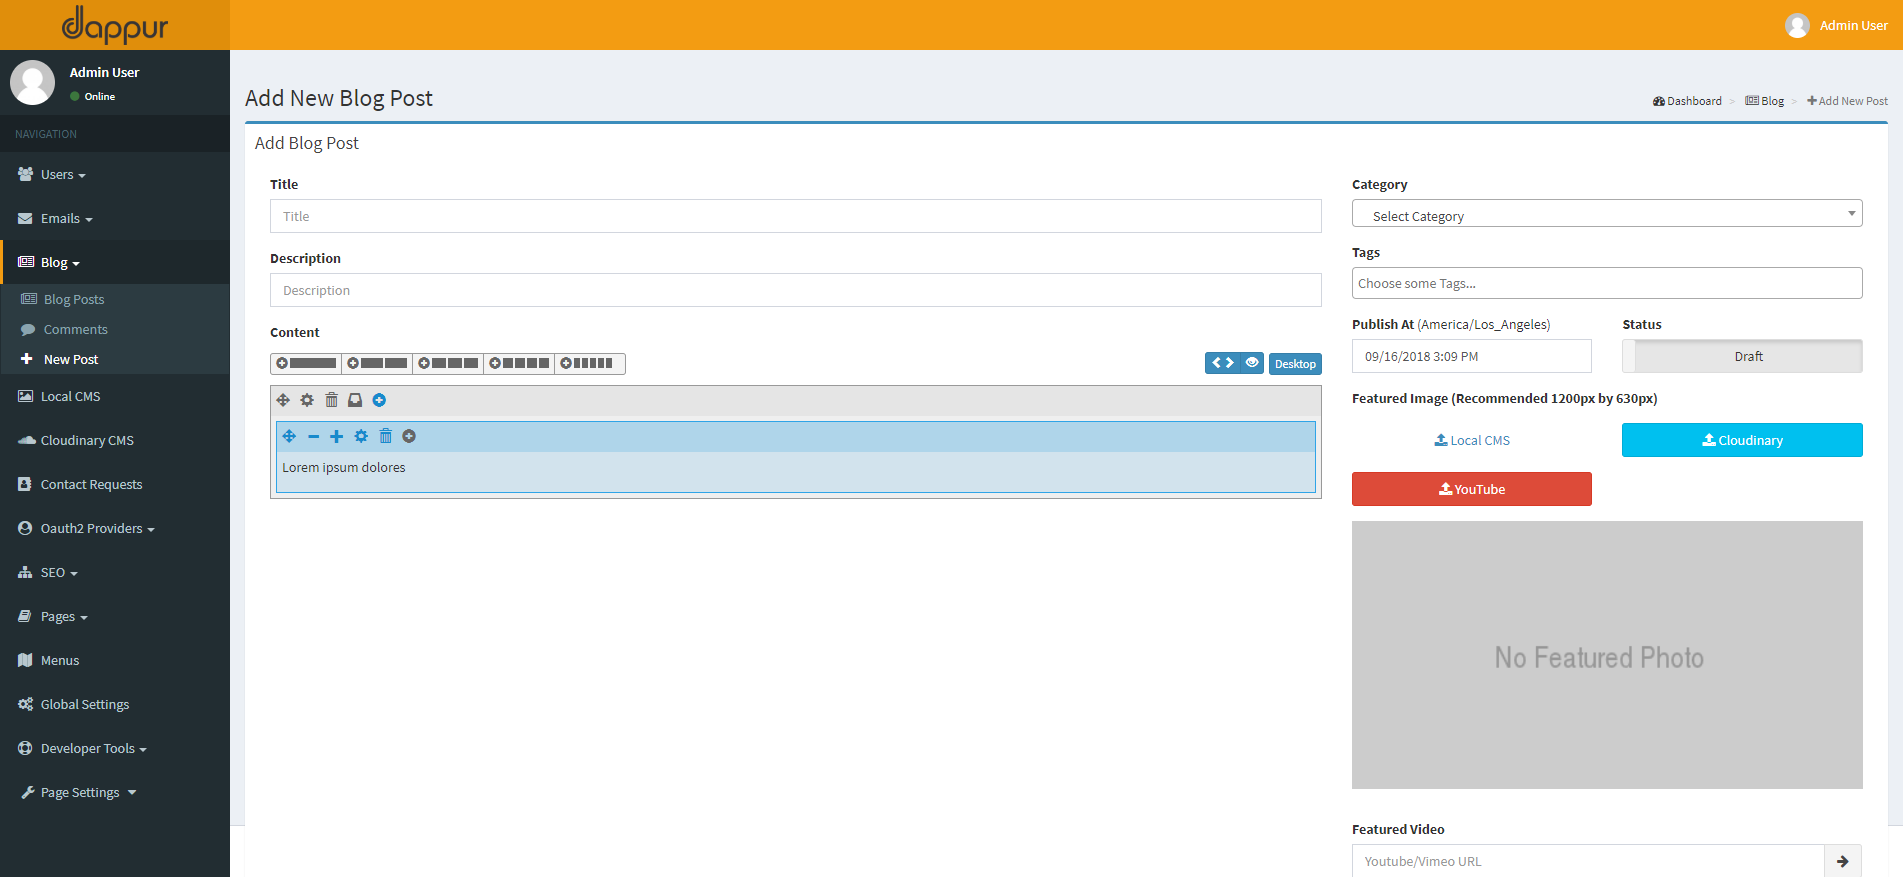 dappur
Admin User
Admin User
Online
NAVIGATION
Users
Emails
Blog
Blog Posts
Comments
New Post
Local CMS
Cloudinary CMS
Contact Requests
Oauth2 Providers
SEO
Pages
Menus
Global Settings
Developer Tools
Page Settings
Add New Blog Post
Dashboard > Blog > Add New Post
Add Blog Post
Title
Title
Description
Description
Content
Desktop
Lorem ipsum dolores
Category
Select Category
Tags
Choose some Tags...
Publish At (America/Los_Angeles)
09/16/2018 3:09 PM
Status
Draft
Featured Image (Recommended 1200px by 630px)
Local CMS
Cloudinary
YouTube
No Featured Photo
Featured Video
Youtube/Vimeo URL